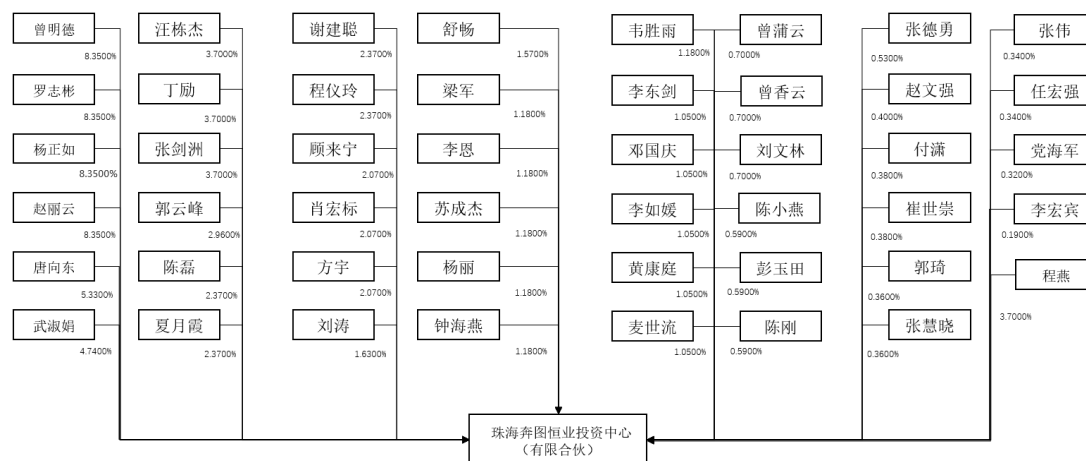 曾明德
8.3500%
罗志彬
8.3500%
杨正如
8.3500%
赵丽云
8.3500%
唐向东
5.3300%
武淑娟
4.7400%
汪栋杰
3.7000%
丁励
3.7000%
张剑洲
3.7000%
郭云峰
2.9600%
陈磊
2.3700%
夏月霞
2.3700%
谢建聪
2.3700%
程仪玲
2.3700%
顾来宁
2.0700%
肖宏标
2.0700%
方宇
2.0700%
刘涛
1.6300%
舒畅
1.5700%
梁军
1.1800%
李恩
1.1800%
苏成杰
1.1800%
杨丽
1.1800%
钟海燕
1.1800%
韦胜雨
1.1800%
李东剑
1.0500%
邓国庆
1.0500%
李如媛
1.0500%
黄康庭
1.0500%
麦世流
1.0500%
曾蒲云
0.7000%
曾香云
0.7000%
刘文林
0.7000%
陈小燕
0.5900%
彭玉田
0.5900%
陈刚
0.5900%
张德勇
0.5300%
赵文强
0.4000%
付潇
0.3800%
崔世崇
0.3800%
郭琦
0.3600%
张慧晓
0.3600%
张伟
0.3400%
任宏强
0.3400%
党海军
0.3200%
李宏宾
0.1900%
程燕
3.7000%
珠海奔图恒业投资中心
（有限合伙）